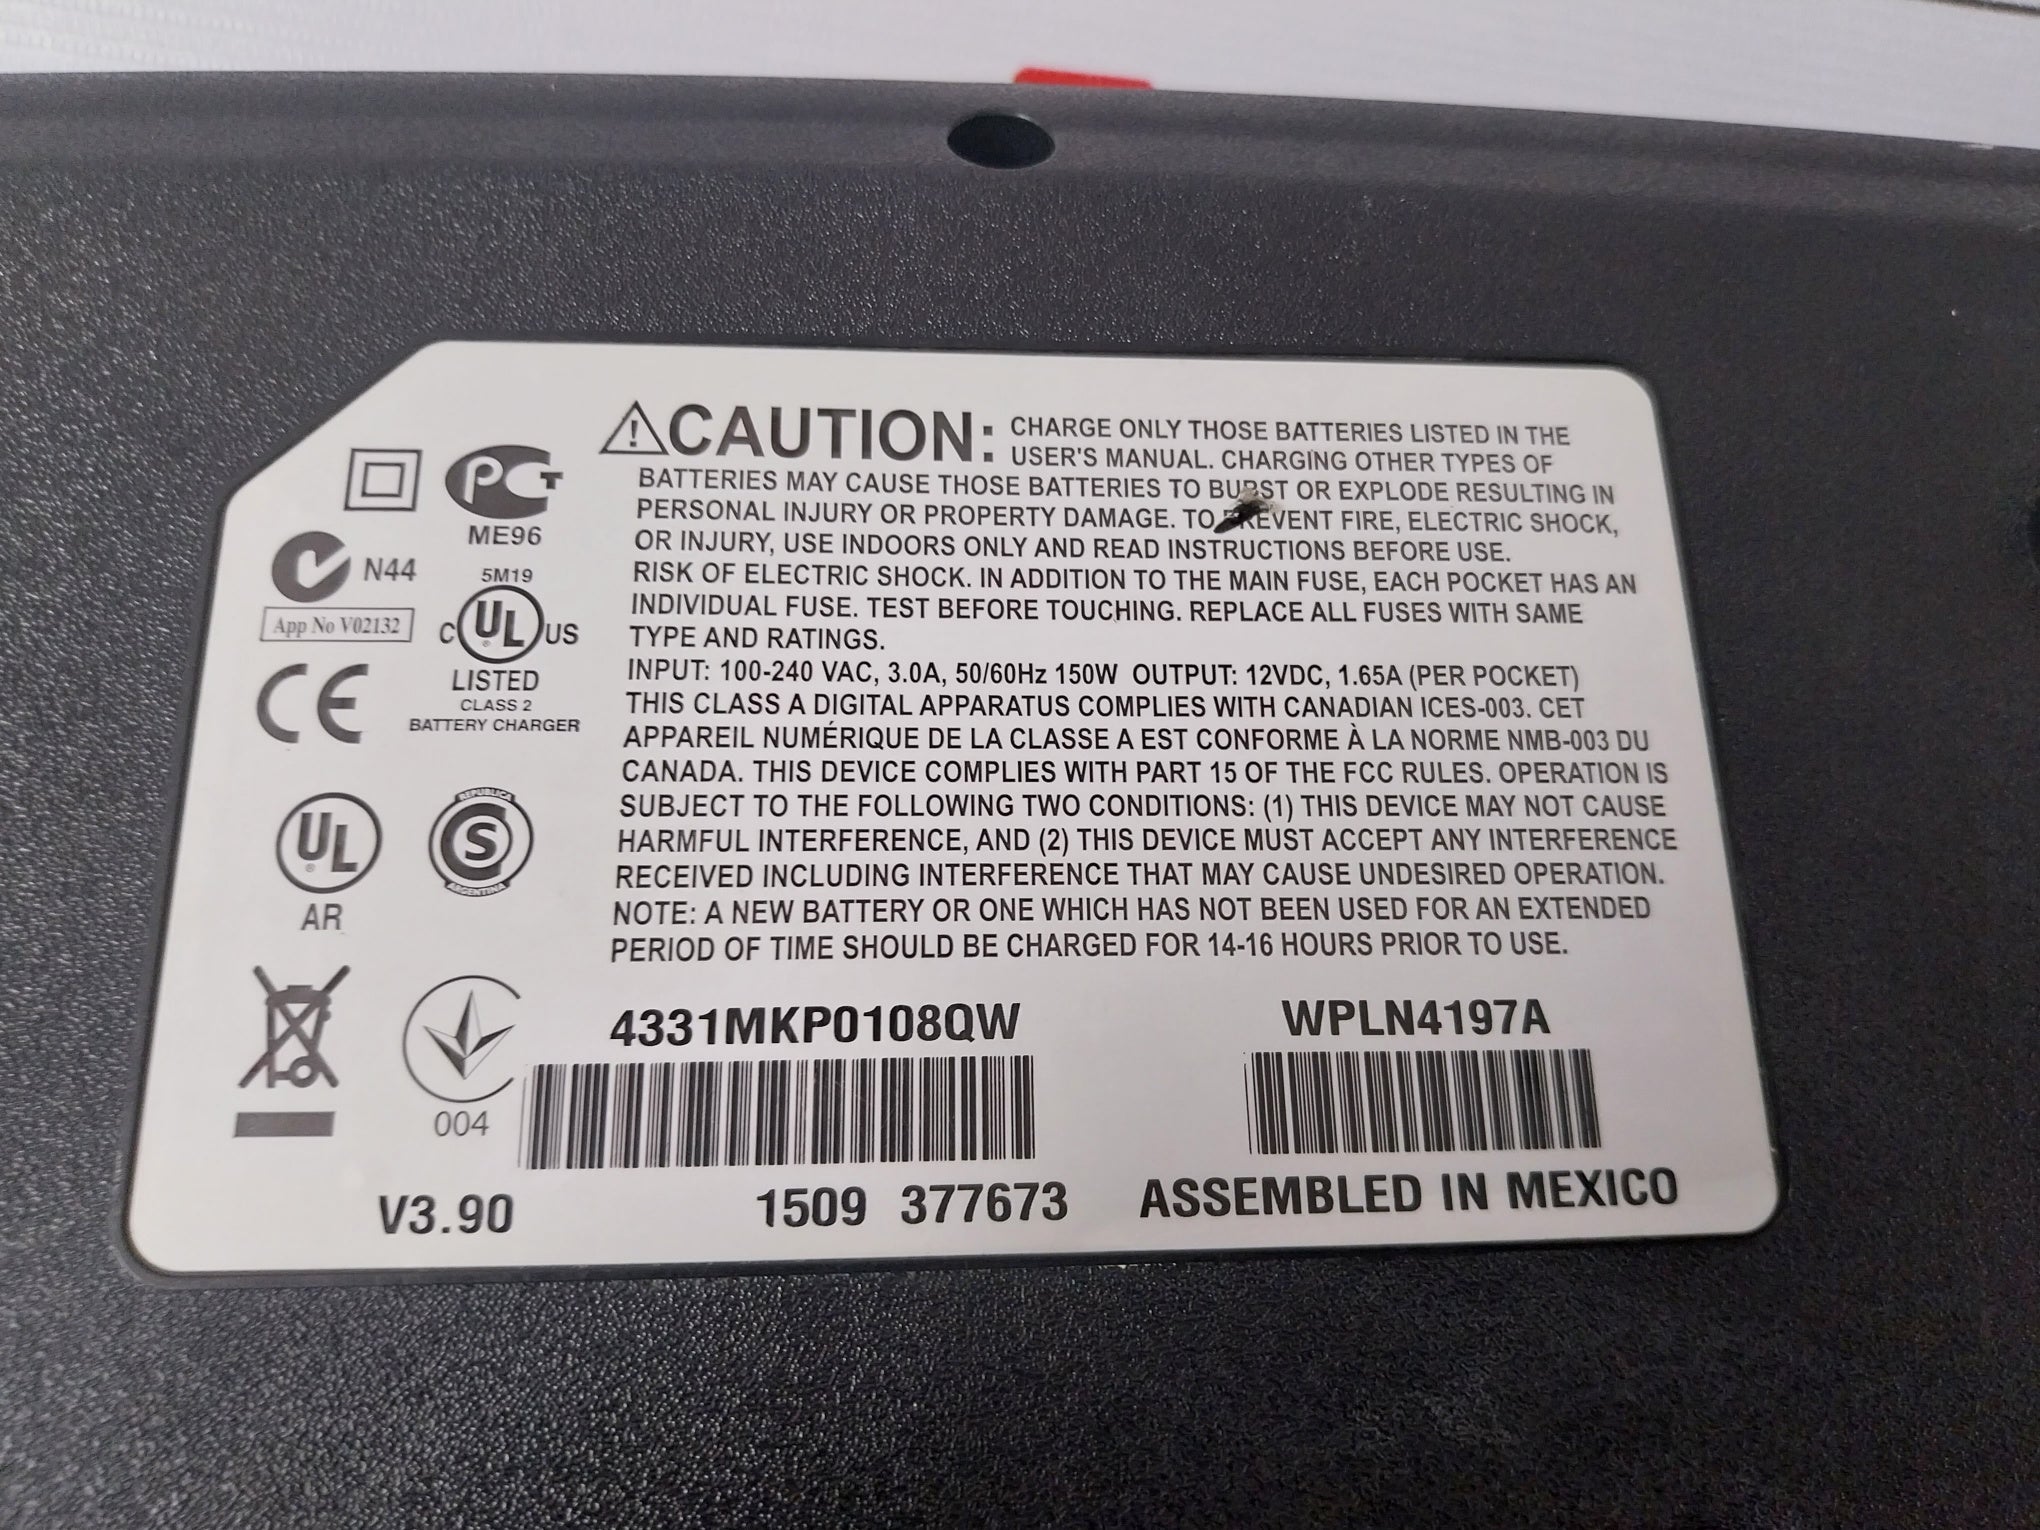 CAUTION: CHARGE ONLY THOSE BATTERIES LISTED IN THE
USER'S MANUAL. CHARGING OTHER TYPES OF
BATTERIES MAY CAUSE THOSE BATTERIES TO BURST OR EXPLODE RESULTING IN
PERSONAL INJURY OR PROPERTY DAMAGE. TO PREVENT FIRE, ELECTRIC SHOCK,
OR INJURY, USE INDOORS ONLY AND READ INSTRUCTIONS BEFORE USE.
RISK OF ELECTRIC SHOCK. IN ADDITION TO THE MAIN FUSE, EACH POCKET HAS AN
INDIVIDUAL FUSE. TEST BEFORE TOUCHING. REPLACE ALL FUSES WITH SAME
TYPE AND RATINGS.
INPUT: 100-240 VAC, 3.0A, 50/60Hz 150W OUTPUT: 12VDC, 1.65A (PER POCKET)
THIS CLASS A DIGITAL APPARATUS COMPLIES WITH CANADIAN ICES-003. CET
APPAREIL NUMÉRIQUE DE LA CLASSE A EST CONFORME À LA NORME NMB-003 DU
CANADA. THIS DEVICE COMPLIES WITH PART 15 OF THE FCC RULES. OPERATION IS
SUBJECT TO THE FOLLOWING TWO CONDITIONS: (1) THIS DEVICE MAY NOT CAUSE
HARMFUL INTERFERENCE, AND (2) THIS DEVICE MUST ACCEPT ANY INTERFERENCE
RECEIVED INCLUDING INTERFERENCE THAT MAY CAUSE UNDESIRED OPERATION.
NOTE: A NEW BATTERY OR ONE WHICH HAS NOT BEEN USED FOR AN EXTENDED
PERIOD OF TIME SHOULD BE CHARGED FOR 14-16 HOURS PRIOR TO USE.
PCT
ME96
N44
App No V02132
5M19
C UL US
LISTED
CLASS 2
BATTERY CHARGER
CE
UL
AR
REPUBLICA
S
ARGENTINA
004
4331MKP0108QW
WPLN4197A
V3.90
1509 377673
ASSEMBLED IN MEXICO